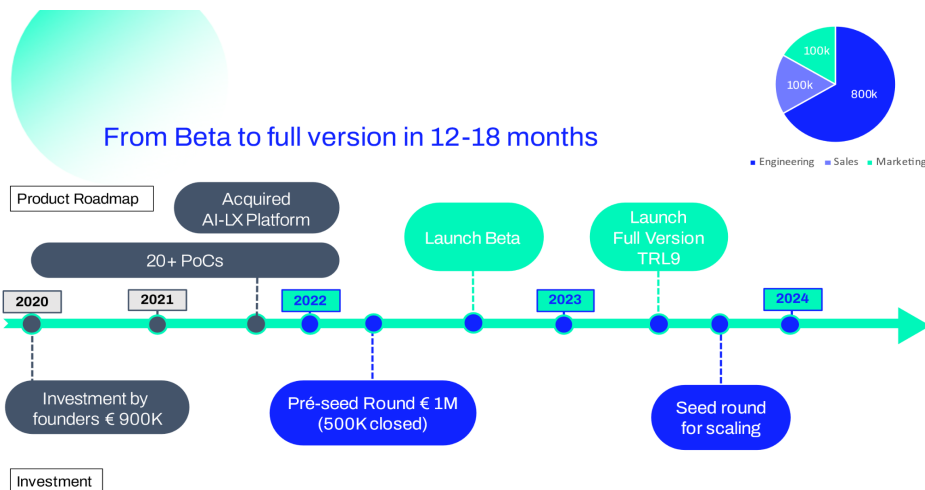 100k
100k
800k
From Beta to full version in 12-18 months
Engineering Sales Marketing
Product Roadmap
Acquired
AI-LX Platform
Launch Beta
Launch
Full Version
TRL9
20+ PoCs
2020
2021
2022
2023
2024
Investment by
founders € 900K
Pré-seed Round € 1M
(500K closed)
Seed round
for scaling
Investment